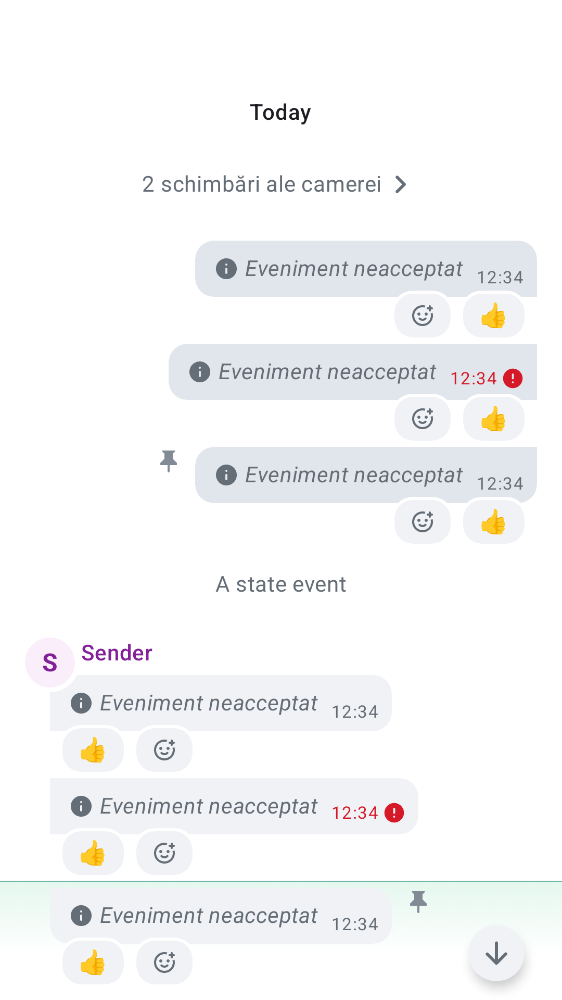 Today
2 schimbări ale camerei
Eveniment neacceptat 12:34
👍
Eveniment neacceptat 12:34
👍
Eveniment neacceptat 12:34
👍
A state event
S Sender
Eveniment neacceptat 12:34
👍
Eveniment neacceptat 12:34
👍
Eveniment neacceptat 12:34
👍